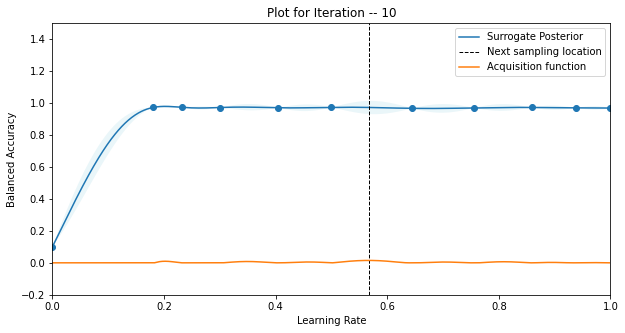 Plot for Iteration -- 10
Surrogate Posterior
Next sampling location
Acquisition function
Balanced Accuracy
1.4
1.2
1.0
0.8
0.6
0.4
0.2
0.0
−0.2
0.0 0.2 0.4 0.6 0.8 1.0
Learning Rate